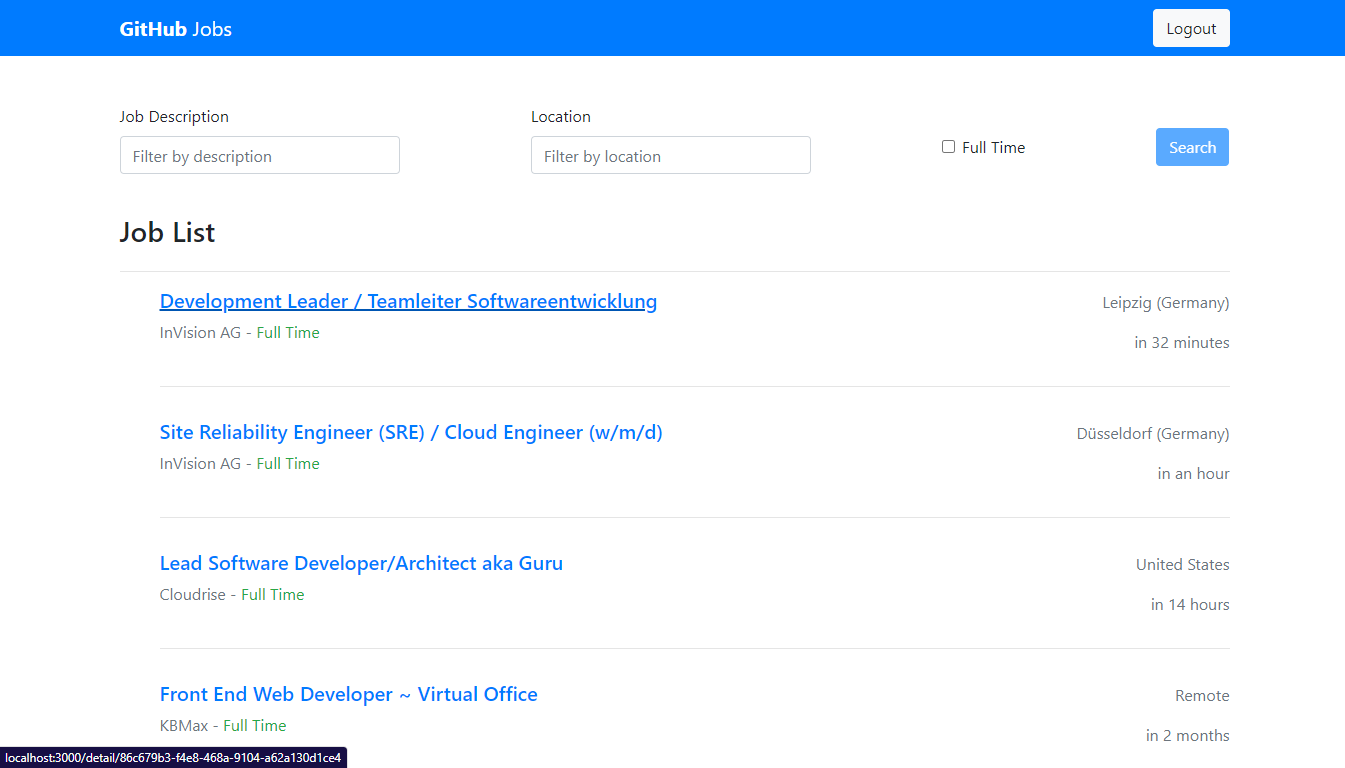 GitHub Jobs
Logout
Job Description
Location
Filter by description
Filter by location
Full Time
Search
Job List
Development Leader / Teamleiter Softwareentwicklung
Leipzig (Germany)
InVision AG - Full Time
in 32 minutes
Site Reliability Engineer (SRE) / Cloud Engineer (w/m/d)
Düsseldorf (Germany)
InVision AG - Full Time
in an hour
Lead Software Developer/Architect aka Guru
United States
Cloudrise - Full Time
in 14 hours
Front End Web Developer ~ Virtual Office
Remote
KBMax - Full Time
in 2 months
localhost:3000/detail/86c679b3-f4e8-468a-9104-a62a130d1ce4